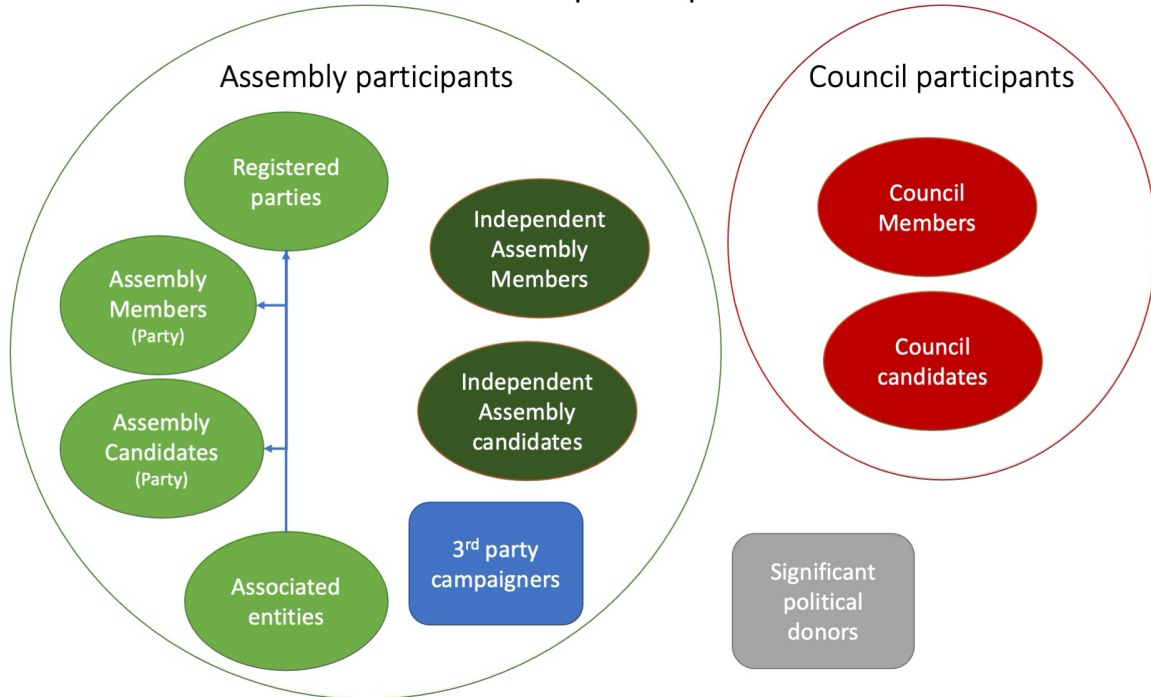 Assembly participants
Council participants
Registered
parties
Independent
Assembly
Members
Council
Members
Assembly
Members
(Party)
Independent
Assembly
candidates
Council
candidates
Assembly
Candidates
(Party)
3rd party
campaigners
Associated
entities
Significant
political
donors